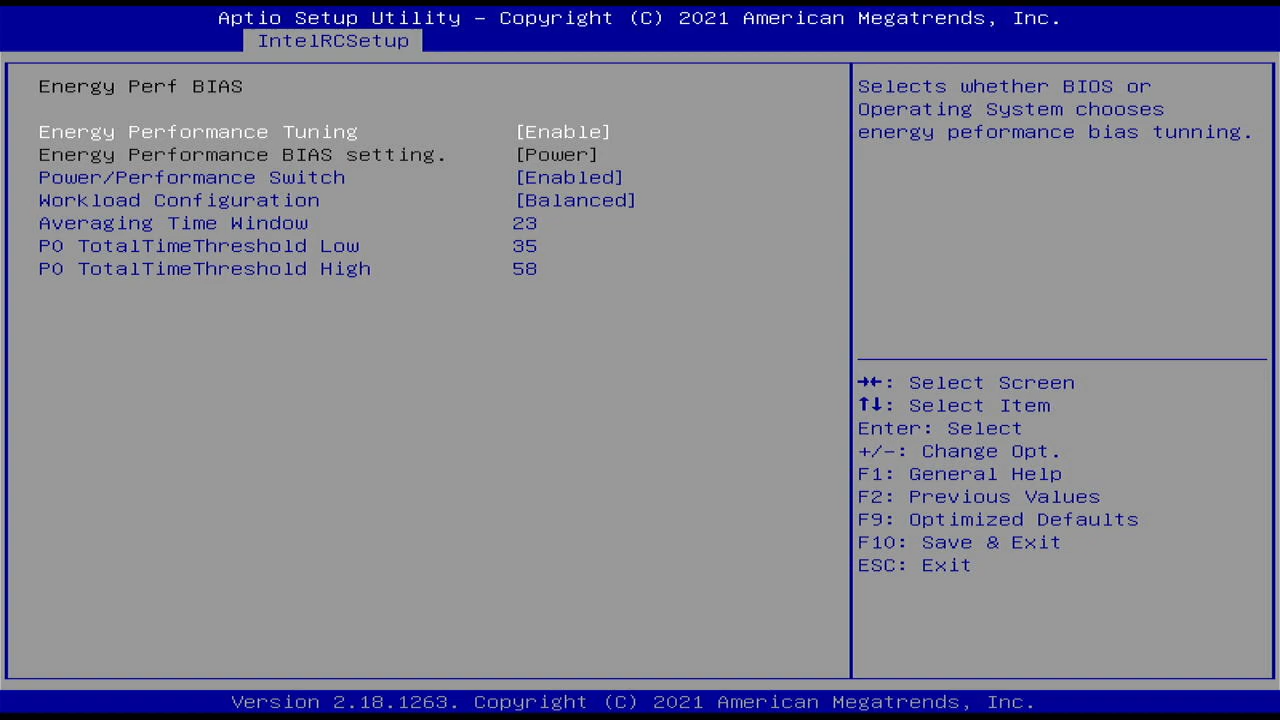 Aptio Setup Utility – Copyright (C) 2021 American Megatrends, Inc.
IntelRCSetup
Energy Perf BIAS
Energy Performance Tuning [Enable]
Energy Performance BIAS setting. [Power]
Power/Performance Switch [Enabled]
Workload Configuration [Balanced]
Averaging Time Window 23
P0 TotalTimeThreshold Low 35
P0 TotalTimeThreshold High 58
Selects whether BIOS or
Operating System chooses
energy peformance bias tunning.
→←: Select Screen
↑↓: Select Item
Enter: Select
+/-: Change Opt.
F1: General Help
F2: Previous Values
F9: Optimized Defaults
F10: Save & Exit
ESC: Exit
Version 2.18.1263. Copyright (C) 2021 American Megatrends, Inc.